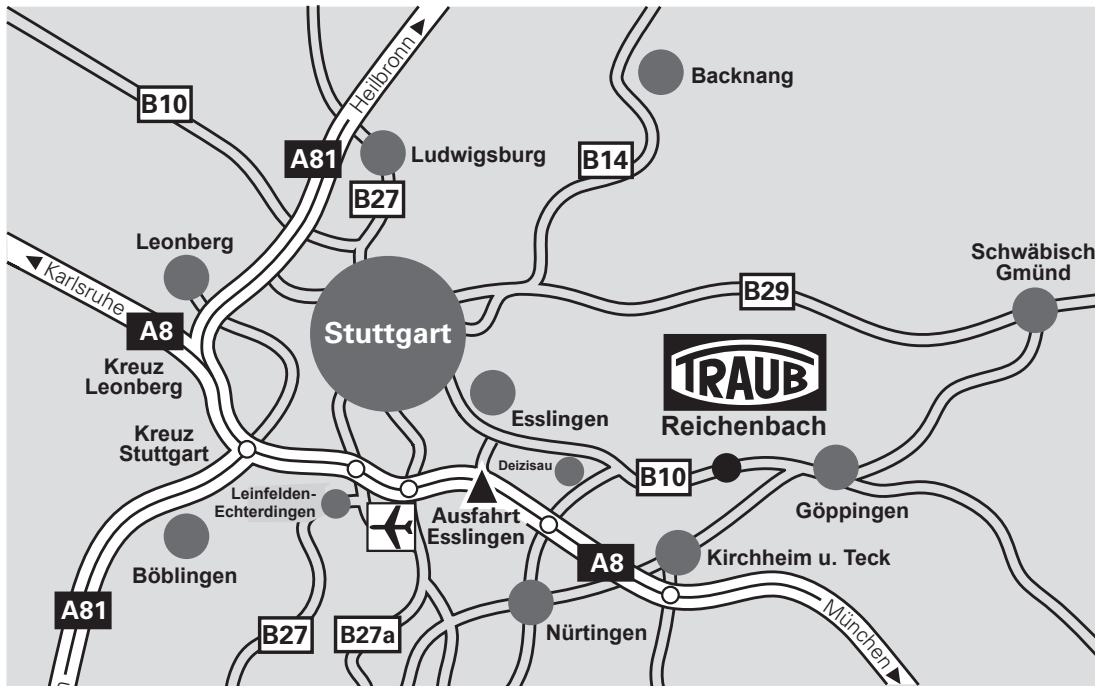 Heilbronn
Backnang
B10
A81
Ludwigsburg
B14
B27
Leonberg
Schwäbisch
Gmünd
Karlsruhe
B29
A8
Stuttgart
Kreuz
Leonberg
TRAUB
Reichenbach
Esslingen
Kreuz
Stuttgart
Deizisau
B10
Leinfelden-
Echterdingen
Ausfahrt
Esslingen
Göppingen
Böblingen
A8
Kirchheim u. Teck
A81
B27
B27a
Nürtingen
München